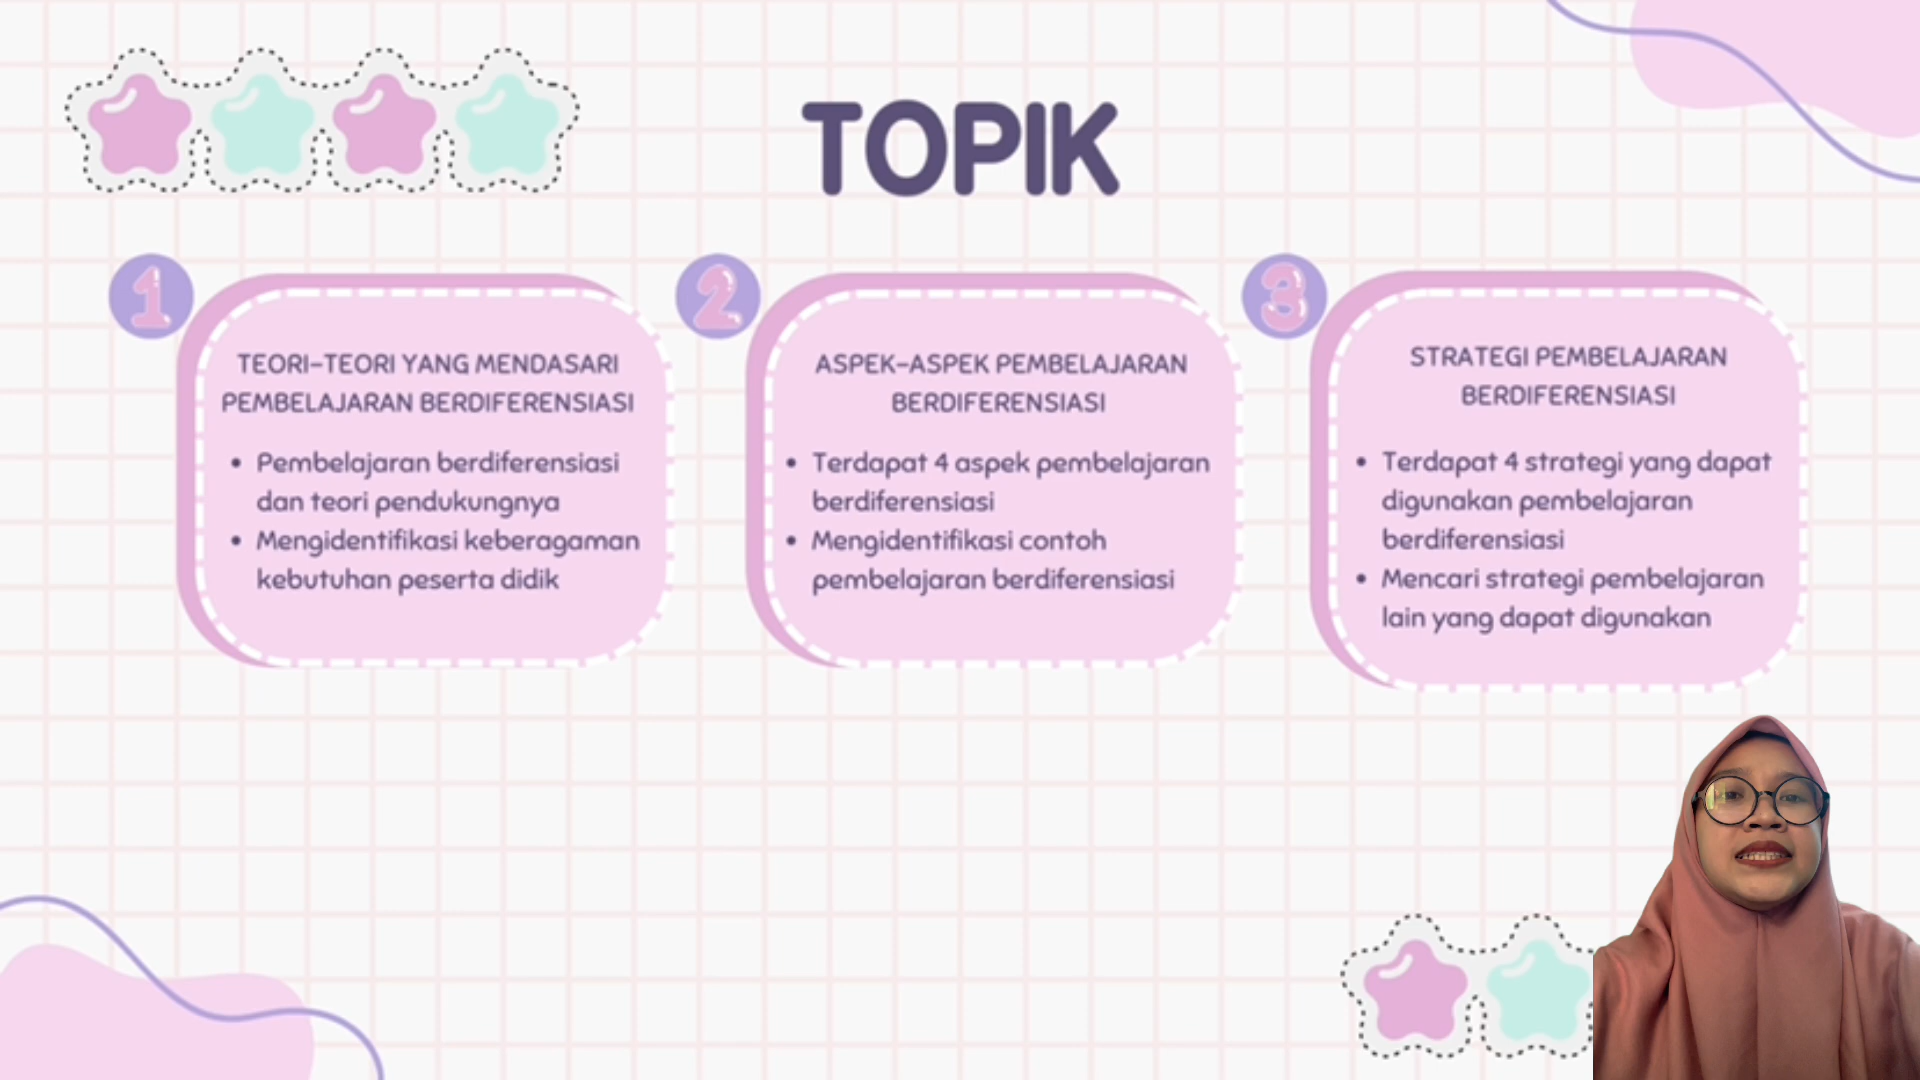 TOPIK
1
TEORI-TEORI YANG MENDASARI
PEMBELAJARAN BERDIFERENSIASI
• Pembelajaran berdiferensiasi
dan teori pendukungnya
• Mengidentifikasi keberagaman
kebutuhan peserta didik
2
ASPEK-ASPEK PEMBELAJARAN
BERDIFERENSIASI
• Terdapat 4 aspek pembelajaran
berdiferensiasi
• Mengidentifikasi contoh
pembelajaran berdiferensiasi
3
STRATEGI PEMBELAJARAN
BERDIFERENSIASI
• Terdapat 4 strategi yang dapat
digunakan pembelajaran
berdiferensiasi
• Mencari strategi pembelajaran
lain yang dapat digunakan